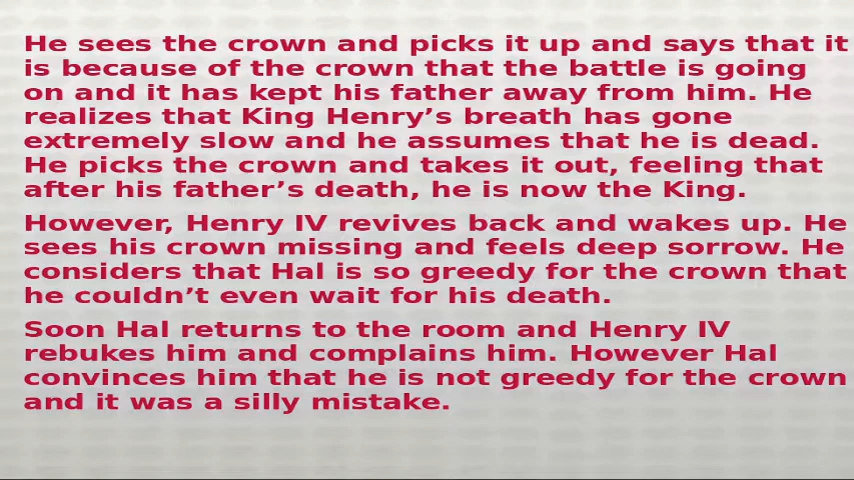 He sees the crown and picks it up and says that it
is because of the crown that the battle is going
on and it has kept his father away from him. He
realizes that King Henry’s breath has gone
extremely slow and he assumes that he is dead.
He picks the crown and takes it out, feeling that
after his father’s death, he is now the King.
However, Henry IV revives back and wakes up. He
sees his crown missing and feels deep sorrow. He
considers that Hal is so greedy for the crown that
he couldn’t even wait for his death.
Soon Hal returns to the room and Henry IV
rebukes him and complains him. However Hal
convinces him that he is not greedy for the crown
and it was a silly mistake.